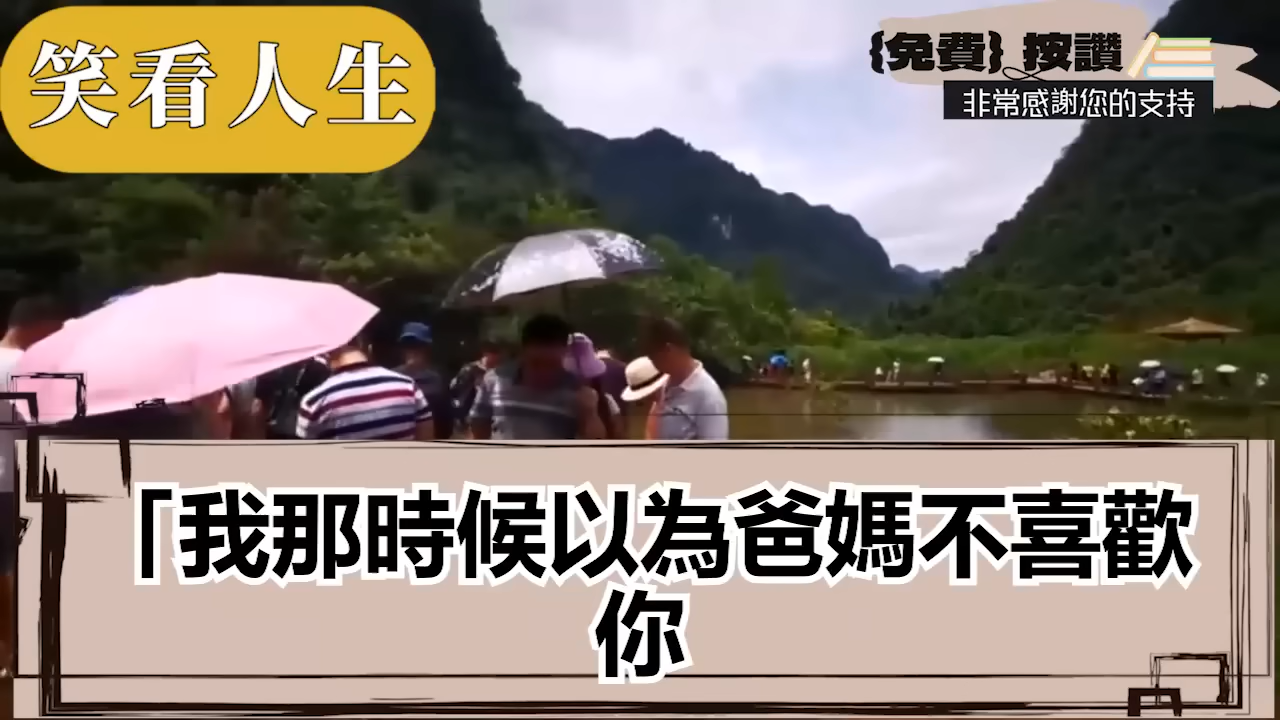 笑看人生
{免費} 按讚
非常感謝您的支持
「我那時候以為爸媽不喜歡
你